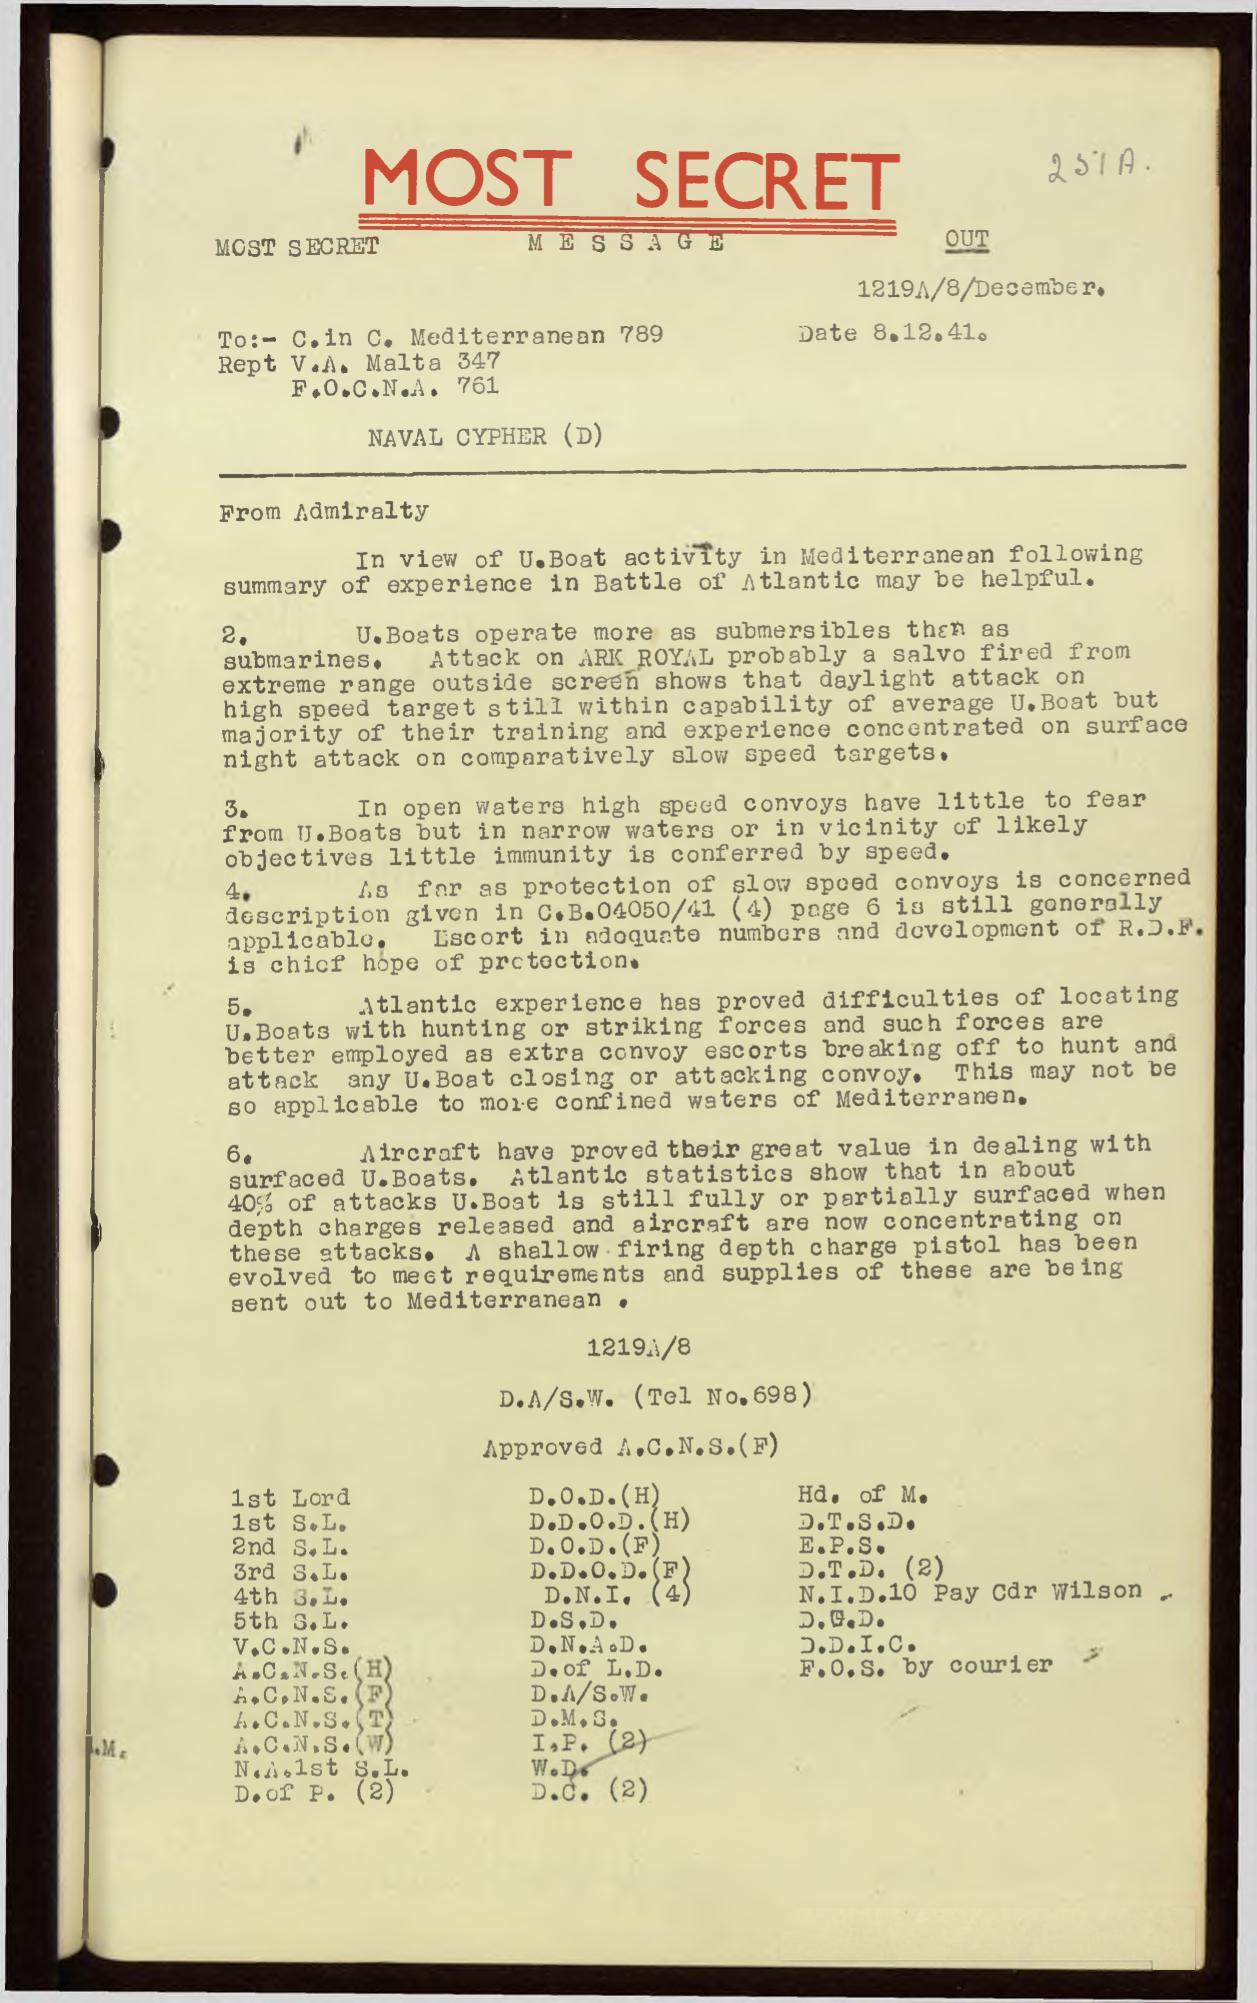 MOST SECRET
251A.
MOST SECRET
MESSAGE
OUT
1219A/8/December.
To:- C.in C. Mediterranean 789
Date 8.12.41.
Rept V.A. Malta 347
F.O.C.N.A. 761
NAVAL CYPHER (D)
From Admiralty
In view of U.Boat activity in Mediterranean following
summary of experience in Battle of Atlantic may be helpful.
2. U.Boats operate more as submersibles then as
submarines. Attack on ARK ROYAL probably a salvo fired from
extreme range outside screen shows that daylight attack on
high speed target still within capability of average U.Boat but
majority of their training and experience concentrated on surface
night attack on comparatively slow speed targets.
3. In open waters high speed convoys have little to fear
from U.Boats but in narrow waters or in vicinity of likely
objectives little immunity is conferred by speed.
4. As far as protection of slow speed convoys is concerned
description given in C.B.04050/41 (4) page 6 is still generally
applicable. Escort in adequate numbers and development of R.D.F.
is chief hope of protection.
5. Atlantic experience has proved difficulties of locating
U.Boats with hunting or striking forces and such forces are
better employed as extra convoy escorts breaking off to hunt and
attack any U.Boat closing or attacking convoy. This may not be
so applicable to more confined waters of Mediterranen.
6. Aircraft have proved their great value in dealing with
surfaced U.Boats. Atlantic statistics show that in about
40% of attacks U.Boat is still fully or partially surfaced when
depth charges released and aircraft are now concentrating on
these attacks. A shallow firing depth charge pistol has been
evolved to meet requirements and supplies of these are being
sent out to Mediterranean .
1219A/8
D.A/S.W. (Tel No.698)
Approved A.C.N.S.(F)
1st Lord
1st S.L.
2nd S.L.
3rd S.L.
4th S.L.
5th S.L.
V.C.N.S.
A.C.N.S.(H)
A.C.N.S.(F)
A.C.N.S.(T)
A.C.N.S.(W)
N.A.1st S.L.
D.of P. (2)
D.O.D.(H)
D.D.O.D.(H)
D.O.D.(F)
D.D.O.D.(F)
D.N.I. (4)
D.S.D.
D.N.A.D.
D.of L.D.
D.A/S.W.
D.M.S.
I.P. (2)
W.D.
D.C. (2)
Hd. of M.
D.T.S.D.
E.P.S.
D.T.D. (2)
N.I.D.10 Pay Cdr Wilson
D.G.D.
D.D.I.C.
F.O.S. by courier